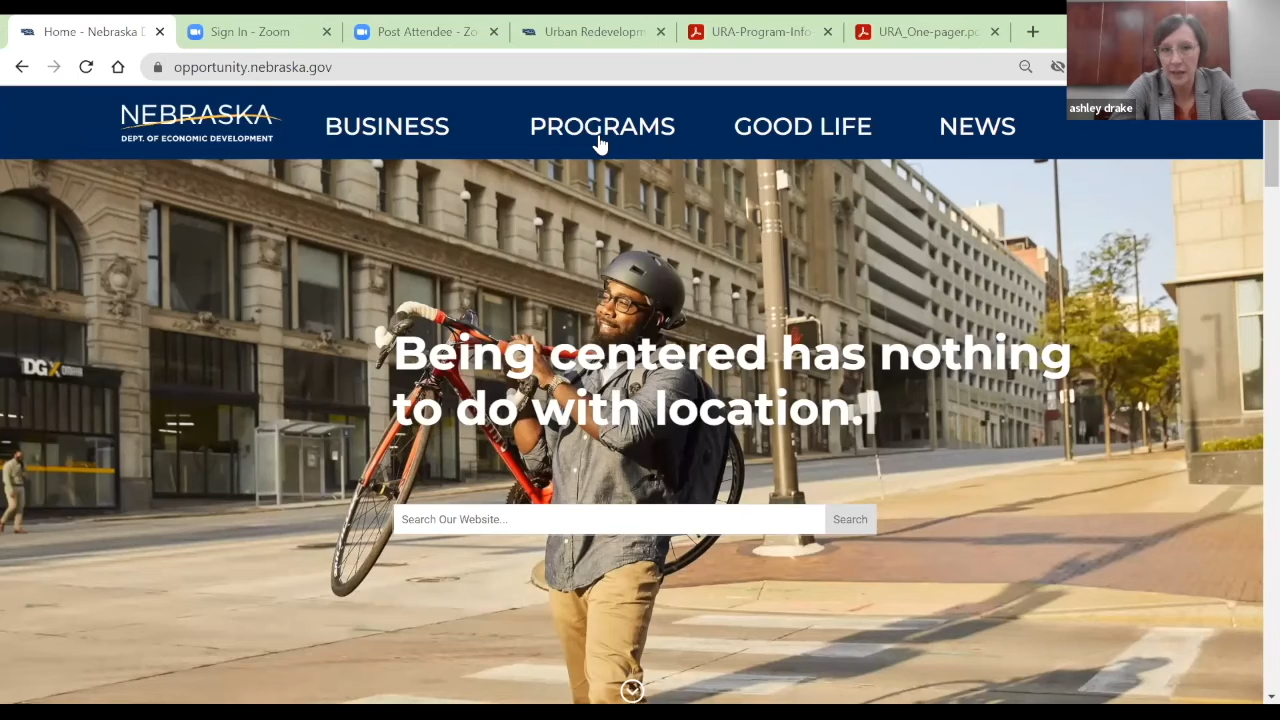 Home - Nebraska D
Sign In - Zoom
Post Attendee - Zo
Urban Redevelopm
URA-Program-Info-
URA_One-pager.pd
opportunity.nebraska.gov
ashley drake
NEBRASKA
DEPT. OF ECONOMIC DEVELOPMENT
BUSINESS
PROGRAMS
GOOD LIFE
NEWS
DGX
Being centered has nothing
to do with location.
Search Our Website...
Search